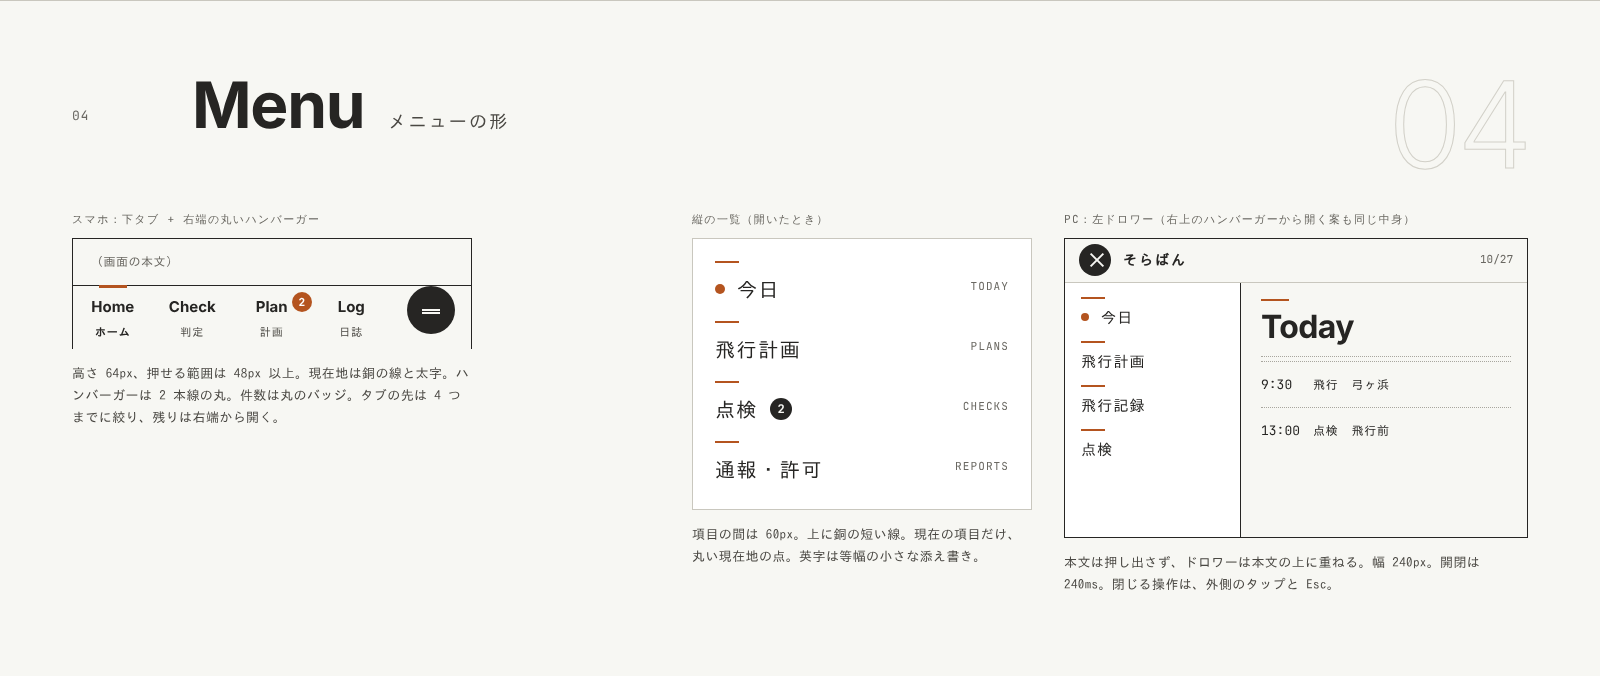 04
Menu メニューの形
04
スマホ：下タブ + 右端の丸いハンバーガー
（画面の本文）
Home Check Plan 2 Log
ホーム 判定 計画 日誌
高さ 64px、押せる範囲は 48px 以上。現在地は銅の線と太字。ハ
ンバーガーは 2 本線の丸。件数は丸のバッジ。タブの先は 4 つ
までに絞り、残りは右端から開く。
縦の一覧（開いたとき）
今日 TODAY
飛行計画 PLANS
点検 2 CHECKS
通報・許可 REPORTS
項目の間は 60px。上に銅の短い線。現在の項目だけ、
丸い現在地の点。英字は等幅の小さな添え書き。
PC：左ドロワー（右上のハンバーガーから開く案も同じ中身）
そらばん 10/27
今日
飛行計画
飛行記録
点検
Today
9:30 飛行 弓ヶ浜
13:00 点検 飛行前
本文は押し出さず、ドロワーは本文の上に重ねる。幅 240px。開閉は
240ms。閉じる操作は、外側のタップと Esc。